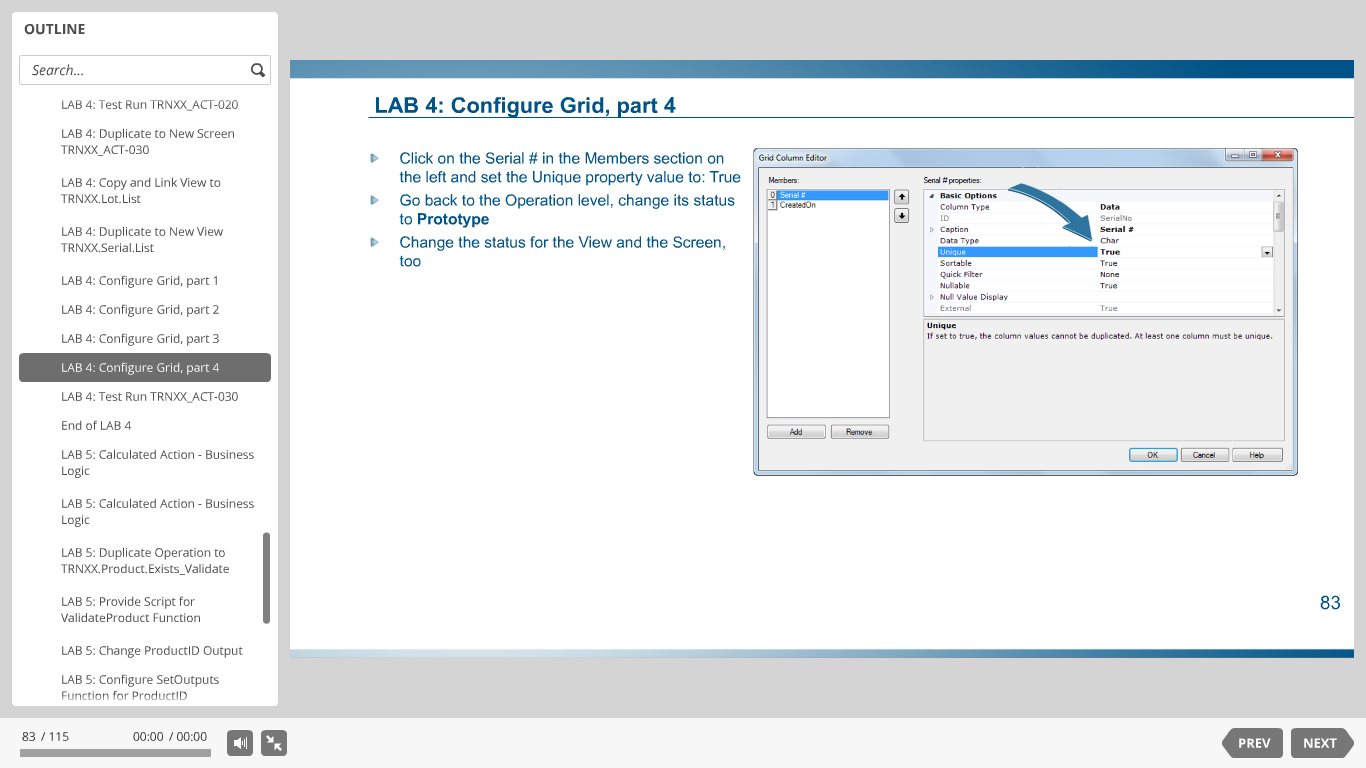 OUTLINE
Search...
LAB 4: Test Run TRNXX_ACT-020
LAB 4: Duplicate to New Screen
TRNXX_ACT-030
LAB 4: Copy and Link View to
TRNXX.Lot.List
LAB 4: Duplicate to New View
TRNXX.Serial.List
LAB 4: Configure Grid, part 1
LAB 4: Configure Grid, part 2
LAB 4: Configure Grid, part 3
LAB 4: Configure Grid, part 4
LAB 4: Test Run TRNXX_ACT-030
End of LAB 4
LAB 5: Calculated Action - Business
Logic
LAB 5: Calculated Action - Business
Logic
LAB 5: Duplicate Operation to
TRNXX.Product.Exists_Validate
LAB 5: Provide Script for
ValidateProduct Function
LAB 5: Change ProductID Output
LAB 5: Configure SetOutputs
Function for ProductID
LAB 4: Configure Grid, part 4
Click on the Serial # in the Members section on
the left and set the Unique property value to: True
Go back to the Operation level, change its status
to Prototype
Change the status for the View and the Screen,
too
Grid Column Editor
Members:
0 Serial #
1 CreatedOn
Add Remove
Serial # properties:
Basic Options
Column Type Data
ID SerialNo
Caption Serial #
Data Type Char
Unique True
Sortable True
Quick Filter None
Nullable True
Null Value Display
External True
Unique
If set to true, the column values cannot be duplicated. At least one column must be unique.
OK Cancel Help
83
83 / 115 00:00 / 00:00
PREV NEXT